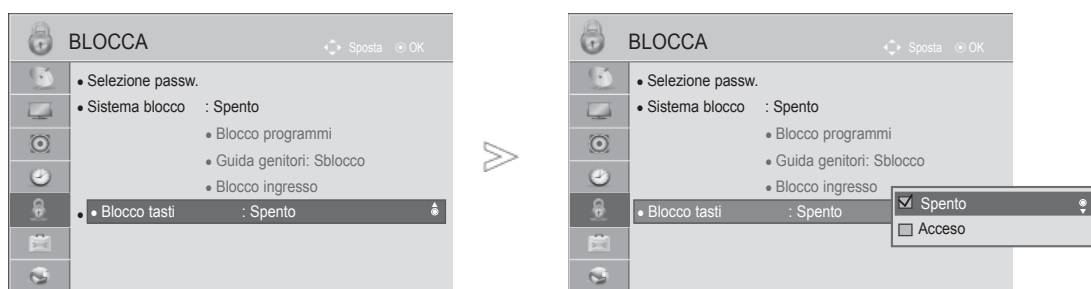 BLOCCA
Sposta OK
• Selezione passw.
• Sistema blocco : Spento
• Blocco programmi
• Guida genitori: Sblocco
• Blocco ingresso
• • Blocco tasti : Spento
BLOCCA
Sposta OK
• Selezione passw.
• Sistema blocco : Spento
• Blocco programmi
• Guida genitori: Sblocco
• Blocco ingresso
• Blocco tasti : Spento
Spento
Acceso